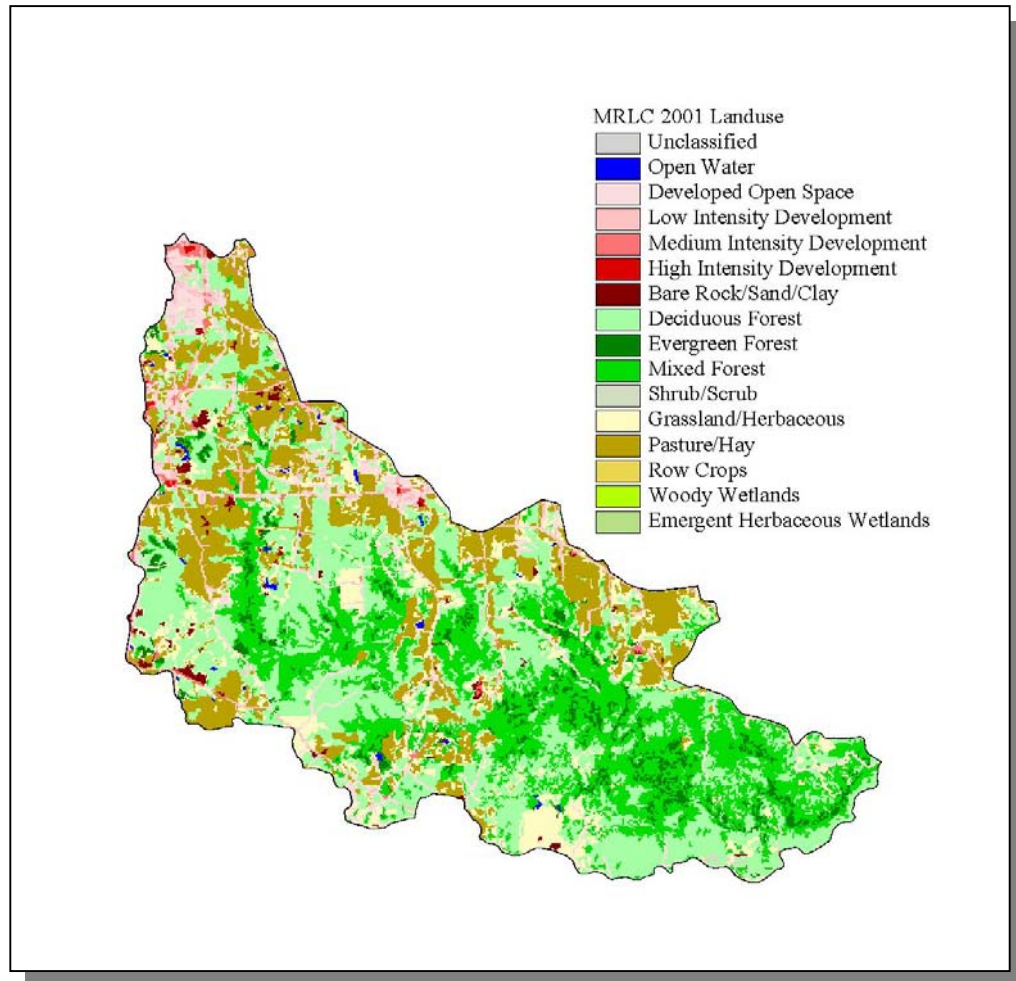 MRLC 2001 Landuse
Unclassified
Open Water
Developed Open Space
Low Intensity Development
Medium Intensity Development
High Intensity Development
Bare Rock/Sand/Clay
Deciduous Forest
Evergreen Forest
Mixed Forest
Shrub/Scrub
Grassland/Herbaceous
Pasture/Hay
Row Crops
Woody Wetlands
Emergent Herbaceous Wetlands